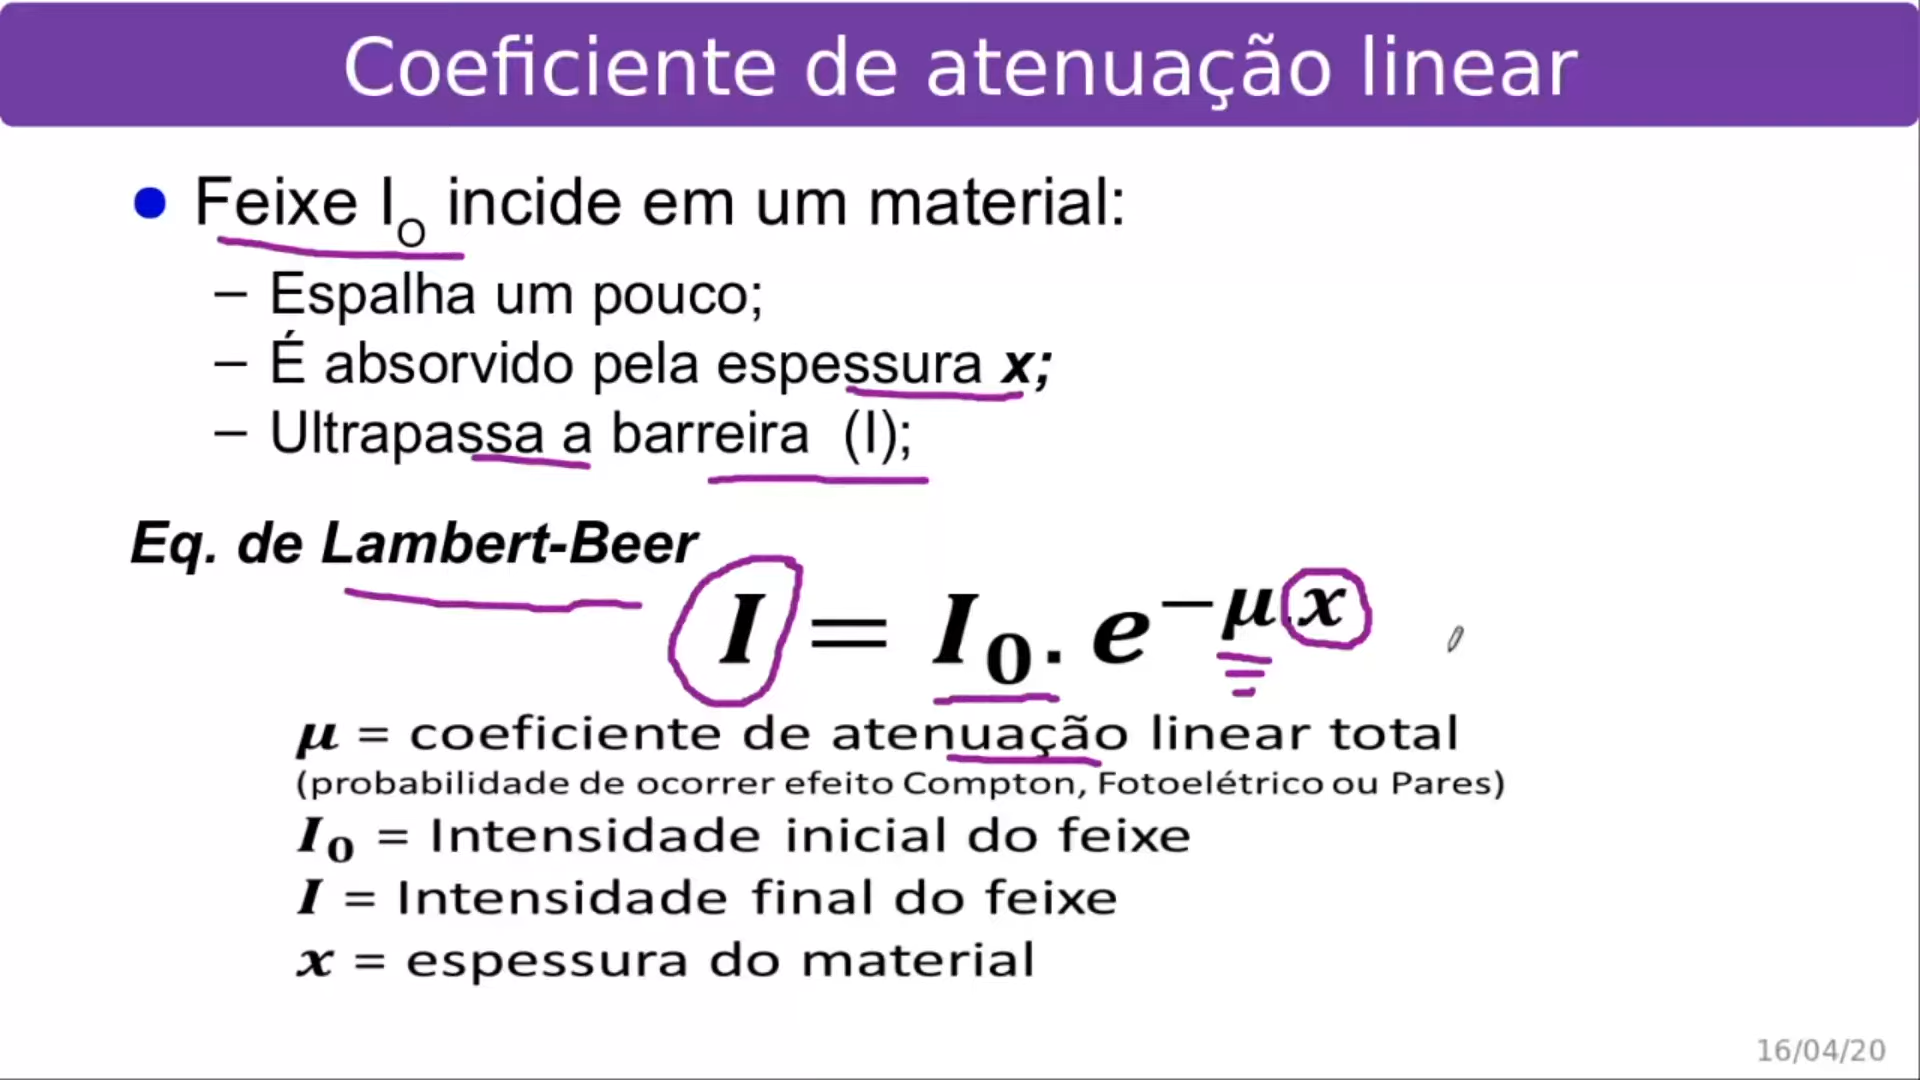 Coeficiente de atenuação linear
● Feixe I₀ incide em um material:
– Espalha um pouco;
– É absorvido pela espessura x;
– Ultrapassa a barreira (I);
Eq. de Lambert-Beer
I = I₀. e^{-μ.x}
μ = coeficiente de atenuação linear total
(probabilidade de ocorrer efeito Compton, Fotoelétrico ou Pares)
I₀ = Intensidade inicial do feixe
I = Intensidade final do feixe
x = espessura do material
16/04/20